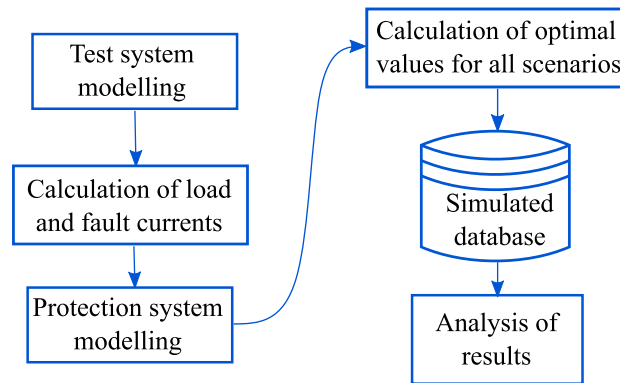 Test system
modelling
Calculation of load
and fault currents
Protection system
modelling
Calculation of optimal
values for all scenarios
Simulated
database
Analysis of
results